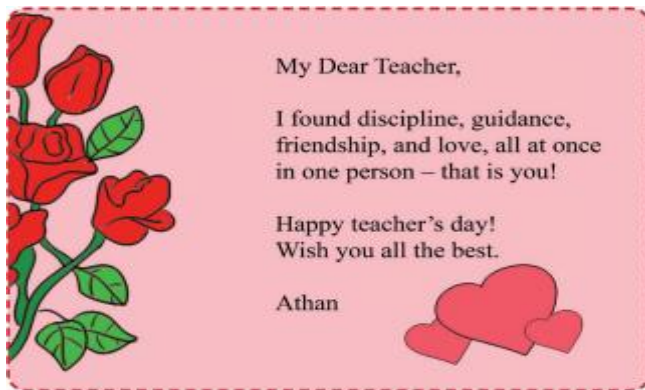 My Dear Teacher,
I found discipline, guidance,
friendship, and love, all at once
in one person – that is you!
Happy teacher’s day!
Wish you all the best.
Athan